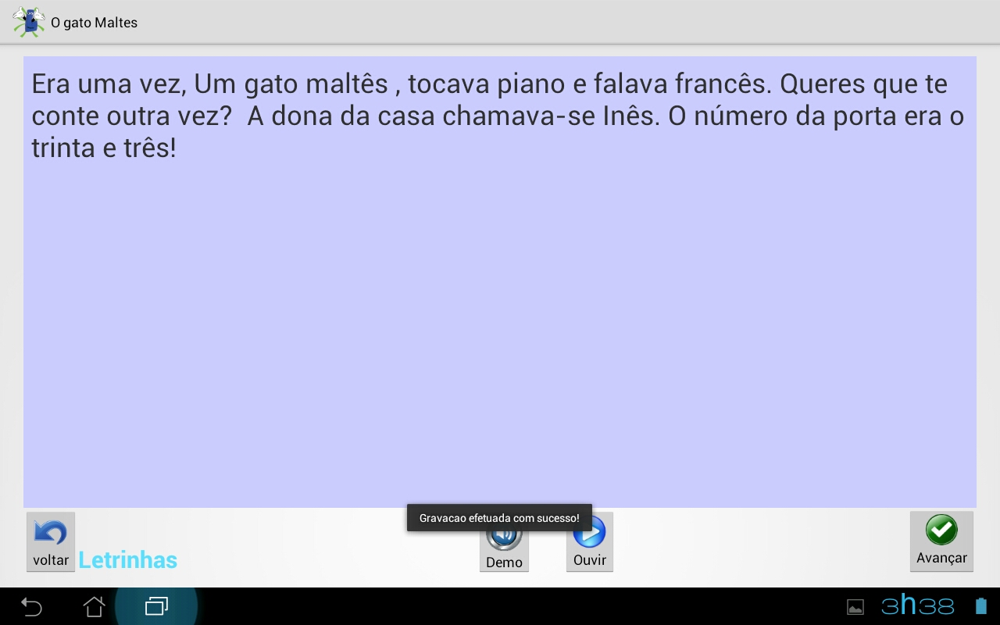 O gato Maltes
Era uma vez, Um gato maltês , tocava piano e falava francês. Queres que te
conte outra vez?  A dona da casa chamava-se Inês. O número da porta era o
trinta e três!
Gravacao efetuada com sucesso!
voltar
Letrinhas
Demo
Ouvir
Avançar
3h38